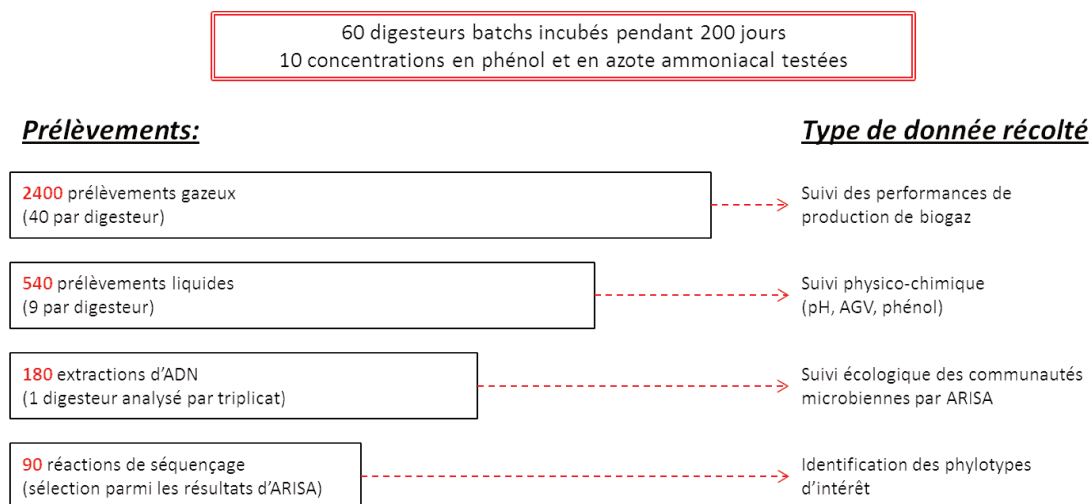 60 digesteurs batchs incubés pendant 200 jours
10 concentrations en phénol et en azote ammoniacal testées
Prélèvements:
Type de donnée récolté
2400 prélèvements gazeux
(40 par digesteur)
Suivi des performances de
production de biogaz
540 prélèvements liquides
(9 par digesteur)
Suivi physico-chimique
(pH, AGV, phénol)
180 extractions d’ADN
(1 digesteur analysé par triplicat)
Suivi écologique des communautés
microbiennes par ARISA
90 réactions de séquençage
(sélection parmi les résultats d’ARISA)
Identification des phylotypes
d’intérêt